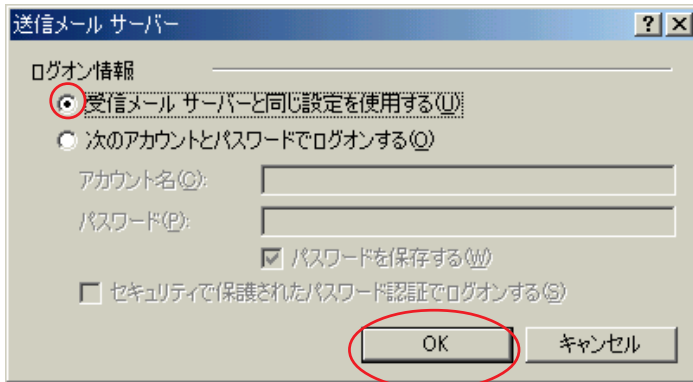 送信メール サーバー
ログオン情報
受信メール サーバーと同じ設定を使用する(U)
次のアカウントとパスワードでログオンする(O)
アカウント名(C):
パスワード(P):
パスワードを保存する(W)
セキュリティで保護されたパスワード認証でログオンする(S)
OK キャンセル